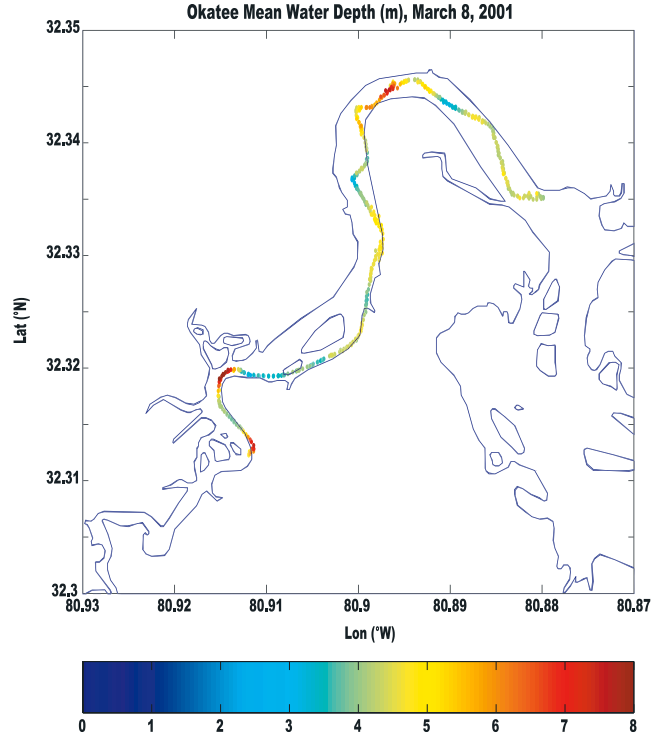 Okatee Mean Water Depth (m), March 8, 2001
32.35
32.34
32.33
32.32
32.31
32.3
Lat (°N)
80.93 80.92 80.91 80.9 80.89 80.88 80.87
Lon (°W)
0 1 2 3 4 5 6 7 8